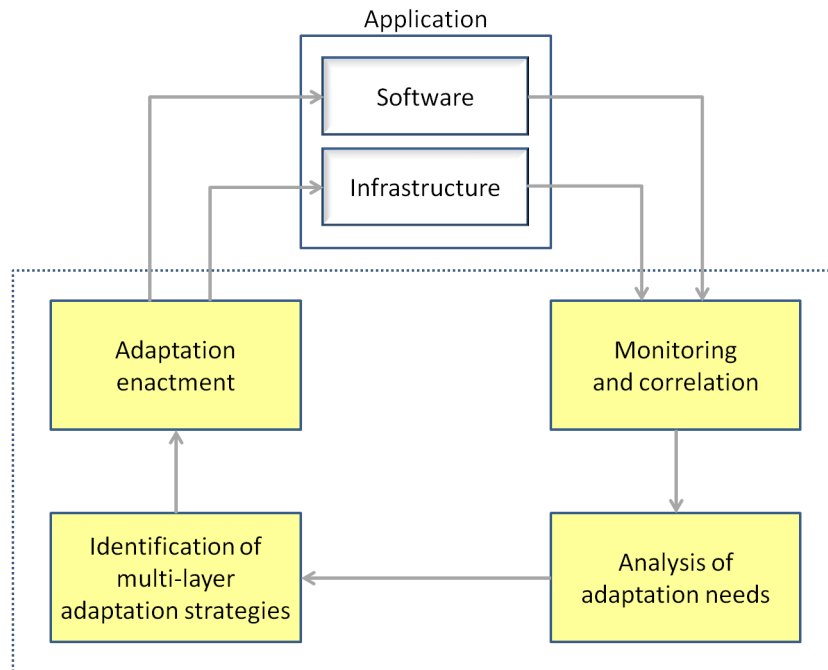 Application
Software
Infrastructure
Adaptation
enactment
Monitoring
and correlation
Identification of
multi-layer
adaptation strategies
Analysis of
adaptation needs